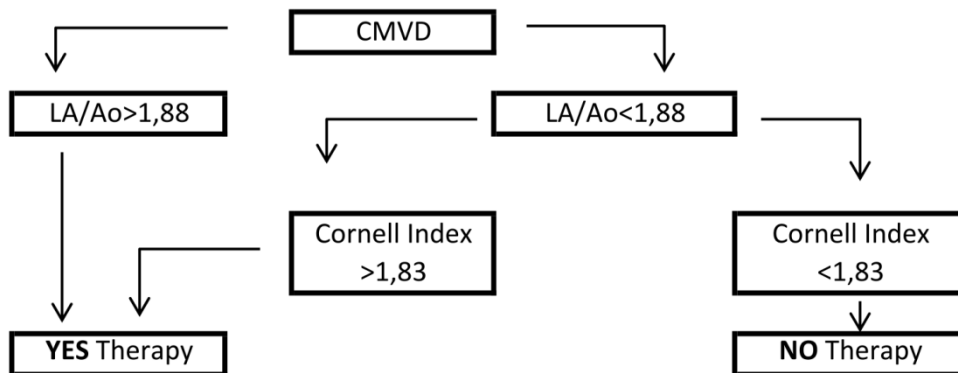 CMVD
LA/Ao>1,88
LA/Ao<1,88
Cornell Index
>1,83
Cornell Index
<1,83
YES Therapy
NO Therapy